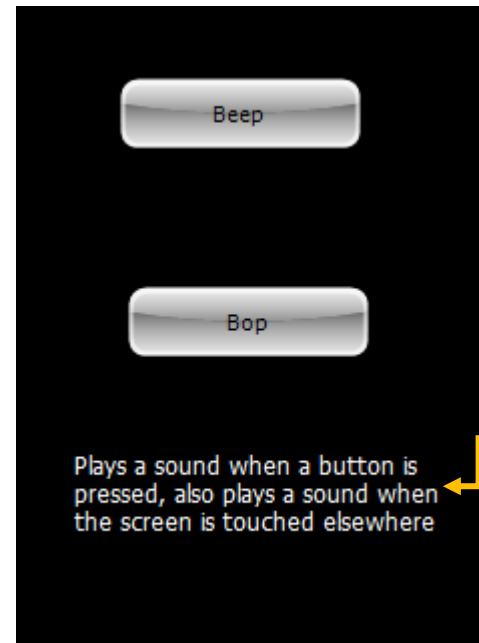 Beep
Bop
Plays a sound when a button is
pressed, also plays a sound when
the screen is touched elsewhere